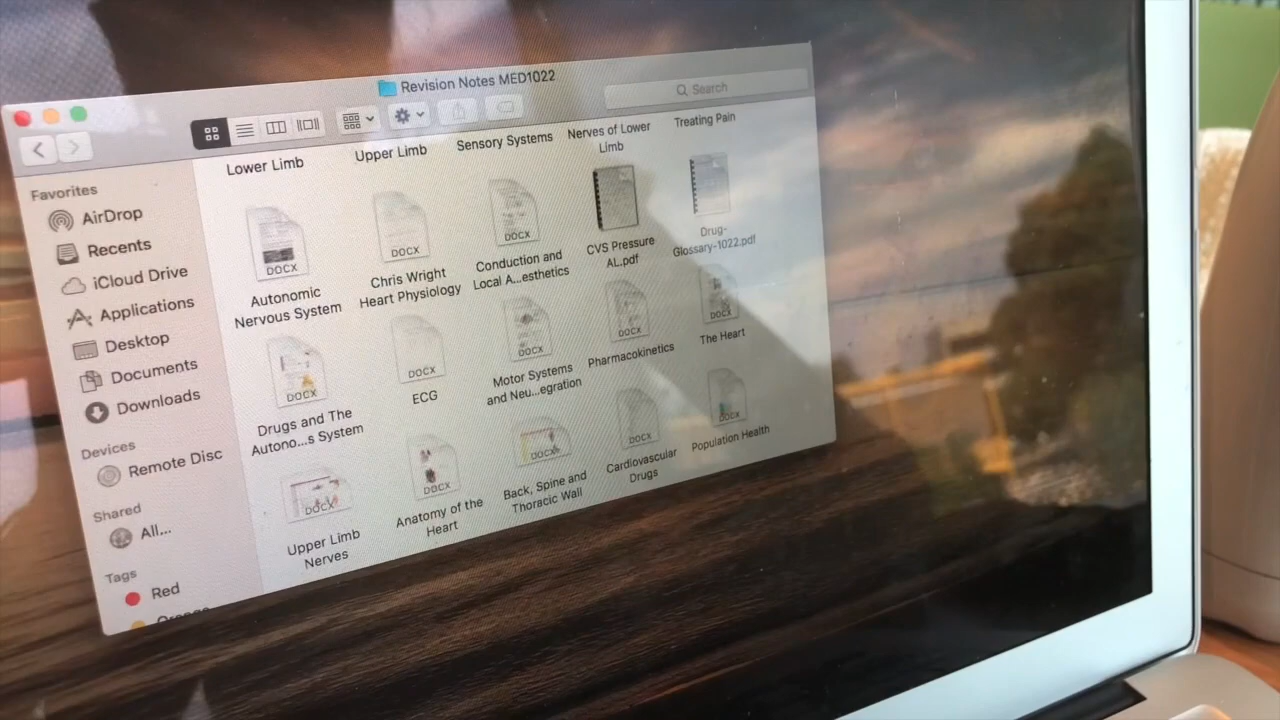 Revision Notes MED1022
Search
Favorites
AirDrop
Recents
iCloud Drive
Applications
Desktop
Documents
Downloads
Devices
Remote Disc
Shared
All...
Tags
Red
Orange
Lower Limb
Upper Limb
Sensory Systems
Nerves of Lower
Limb
Treating Pain
DOCX
Autonomic
Nervous System
DOCX
Chris Wright
Heart Physiology
DOCX
Conduction and
Local A...esthetics
CVS Pressure
AL.pdf
Drug-
Glossary-1022.pdf
DOCX
Drugs and The
Autono...s System
DOCX
ECG
DOCX
Motor Systems
and Neu...egration
DOCX
Pharmacokinetics
DOCX
The Heart
DOCX
Upper Limb
Nerves
DOCX
Anatomy of the
Heart
DOCX
Back, Spine and
Thoracic Wall
DOCX
Cardiovascular
Drugs
DOCX
Population Health